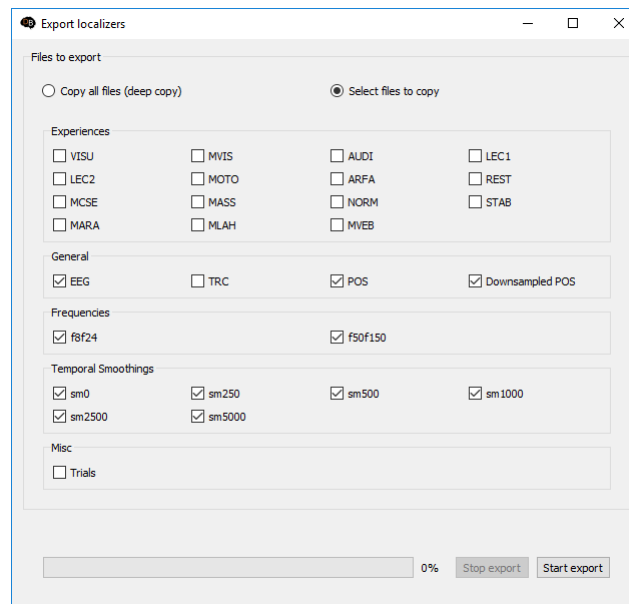 Export localizers
Files to export
Copy all files (deep copy) Select files to copy
Experiences
VISU MVIS AUDI LEC1
LEC2 MOTO ARFA REST
MCSE MASS NORM STAB
MARA MLAH MVEB
General
EEG TRC POS Downsampled POS
Frequencies
f8f24 f50f150
Temporal Smoothings
sm0 sm250 sm500 sm1000
sm2500 sm5000
Misc
Trials
0% Stop export Start export